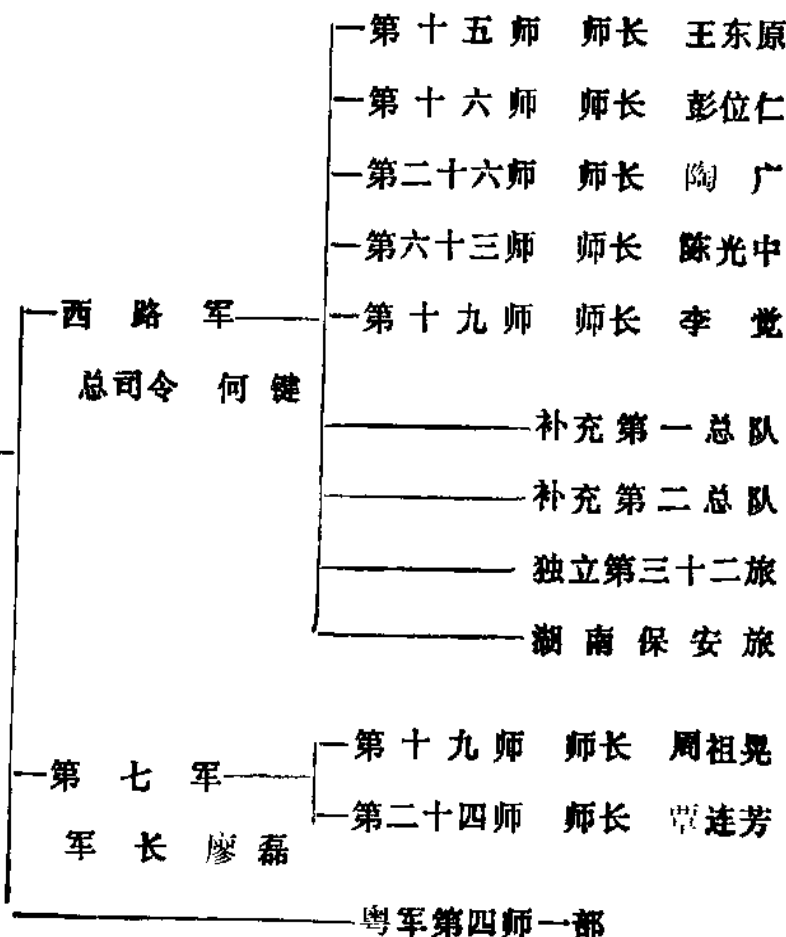 第十五师 师长 王东原
第十六师 师长 彭位仁
第二十六师 师长 陶广
第六十三师 师长 陈光中
西路军
第十九师 师长 李觉
总司令 何键
补充第一总队
补充第二总队
独立第三十二旅
湖南保安旅
第十九师 师长 周祖晃
第七军
第二十四师 师长 覃连芳
军长 廖磊
粤军第四师一部